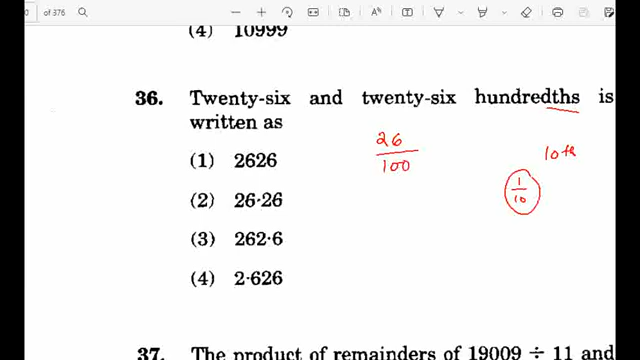 of 376
(4) 10999
36. Twenty-six and twenty-six hundredths is
written as
26
100
10th
1
10
(1) 2626
(2) 26·26
(3) 262·6
(4) 2·626
37. The product of remainders of 19009 ÷ 11 and